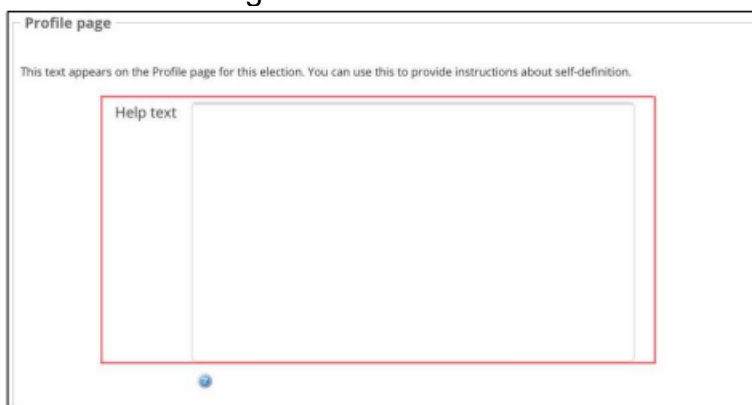 Profile page
This text appears on the Profile page for this election. You can use this to provide instructions about self-definition.
Help text
?